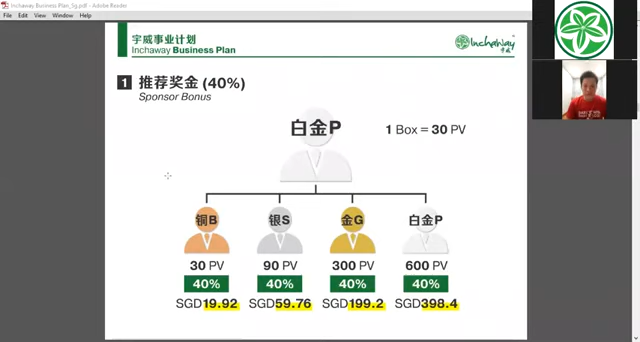 Inchaway Business Plan_Sg.pdf - Adobe Reader
File Edit View Window Help
宇威事业计划
Inchaway Business Plan
Inchaway
宇威
1 推荐奖金 (40%)
Sponsor Bonus
白金P
1 Box = 30 PV
铜B 银S 金G 白金P
30 PV 90 PV 300 PV 600 PV
40% 40% 40% 40%
SGD19.92 SGD59.76 SGD199.2 SGD398.4